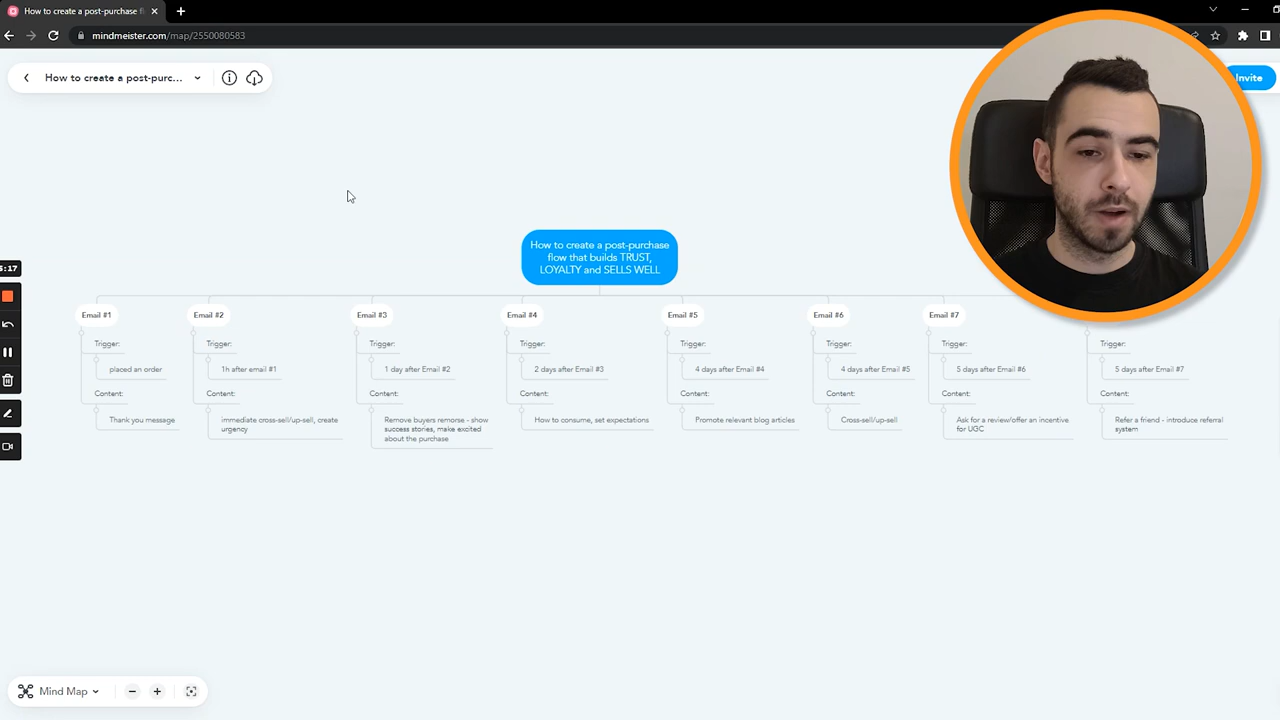 How to create a post-purchase f
mindmeister.com/map/2550080583
How to create a post-purc...
Invite
How to create a post-purchase
flow that builds TRUST,
LOYALTY and SELLS WELL
:17
Email #1
Trigger:
placed an order
Content:
Thank you message
Email #2
Trigger:
1h after email #1
Content:
immediate cross-sell/up-sell, create
urgency
Email #3
Trigger:
1 day after Email #2
Content:
Remove buyers remorse - show
success stories, make excited
about the purchase
Email #4
Trigger:
2 days after Email #3
Content:
How to consume, set expectations
Email #5
Trigger:
4 days after Email #4
Content:
Promote relevant blog articles
Email #6
Trigger:
4 days after Email #5
Content:
Cross-sell/up-sell
Email #7
Trigger:
5 days after Email #6
Content:
Ask for a review/offer an incentive
for UGC
Trigger:
5 days after Email #7
Content:
Refer a friend - introduce referral
system
Mind Map